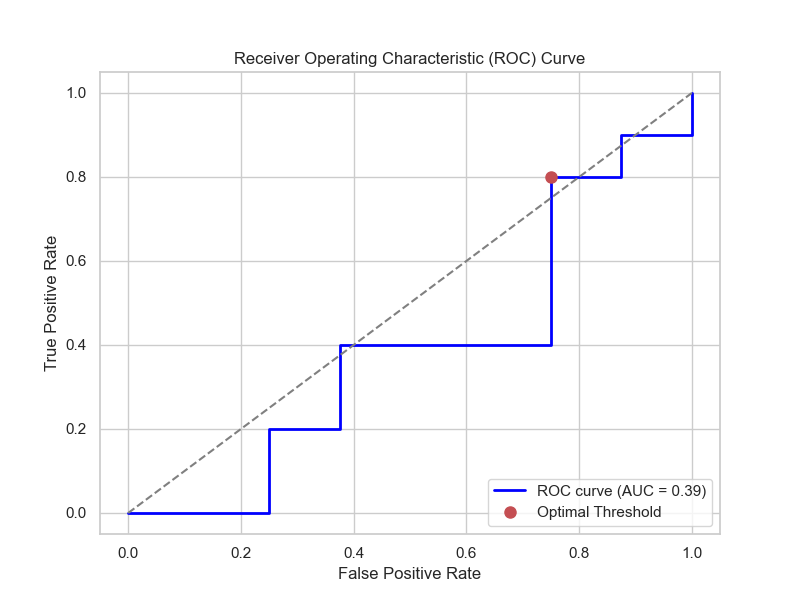 Receiver Operating Characteristic (ROC) Curve
True Positive Rate
1.0
0.8
0.6
0.4
0.2
0.0
ROC curve (AUC = 0.39)
Optimal Threshold
0.0 0.2 0.4 0.6 0.8 1.0
False Positive Rate